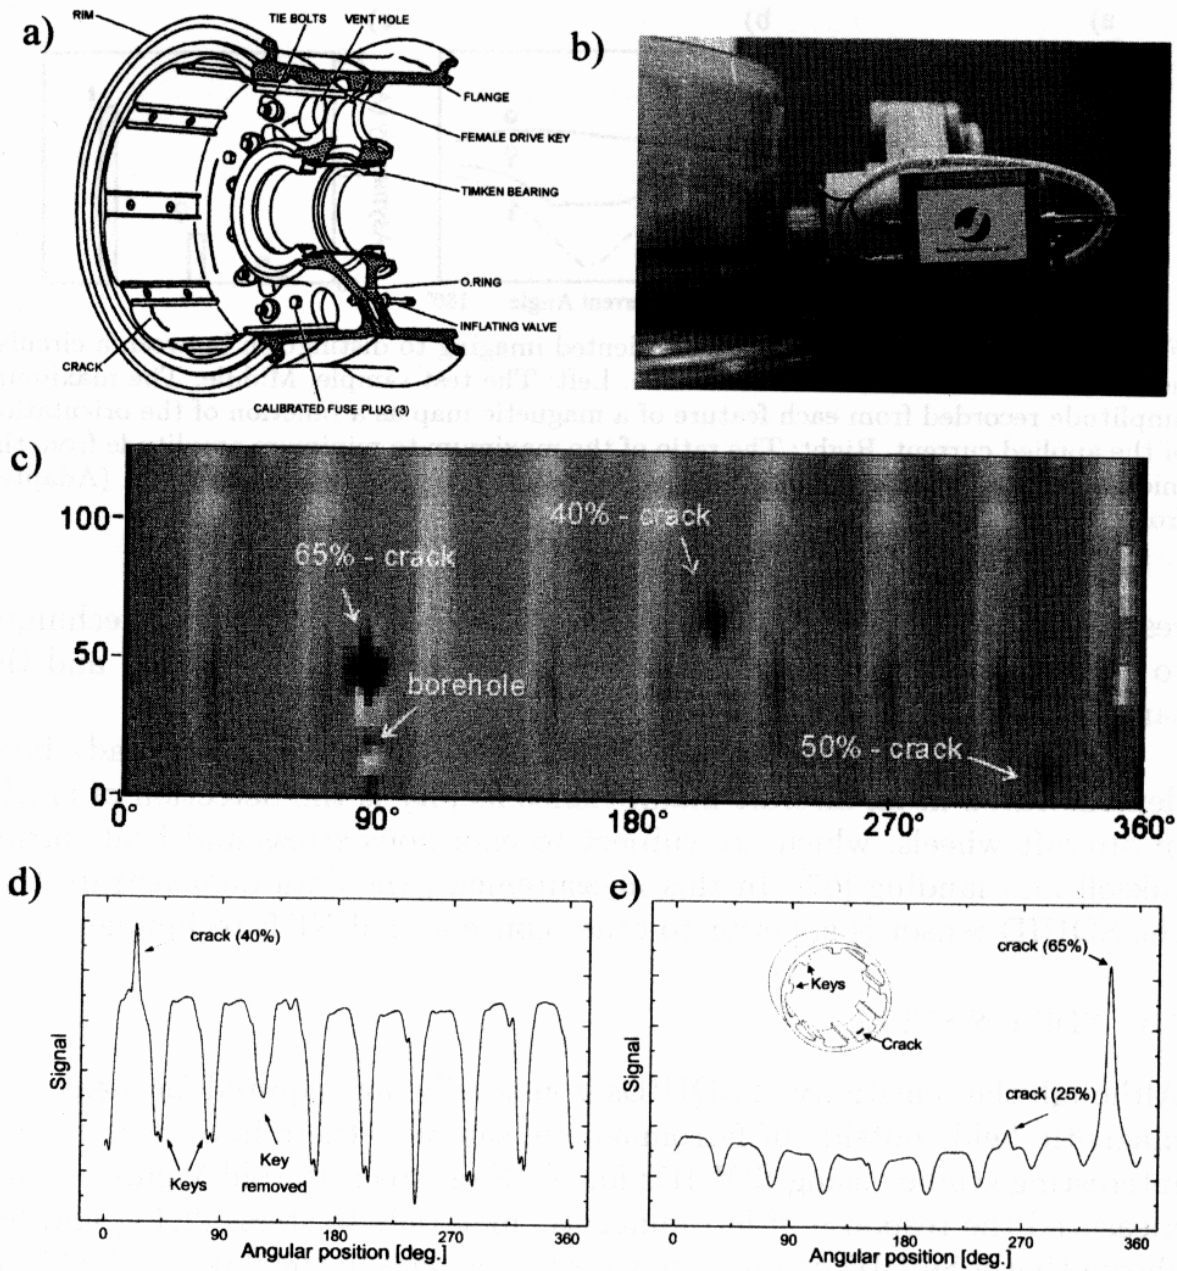 a)
RIM
TIE BOLTS
VENT HOLE
FLANGE
FEMALE DRIVE KEY
TIMKEN BEARING
O.RING
INFLATING VALVE
CRACK
CALIBRATED FUSE PLUG (3)
b)
c)
100
50
0
65% - crack
40% - crack
borehole
50% - crack
0°
90°
180°
270°
360°
d)
Signal
crack (40%)
Keys
Key
removed
0
90
180
270
360
Angular position [deg.]
e)
Signal
crack (65%)
Keys
Crack
crack (25%)
0
90
180
270
360
Angular position [deg.]